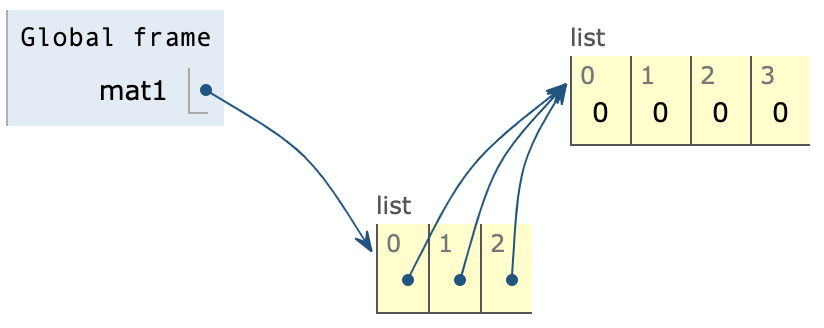 Global frame
mat1
list
0 1 2 3
0 0 0 0
list
0 1 2